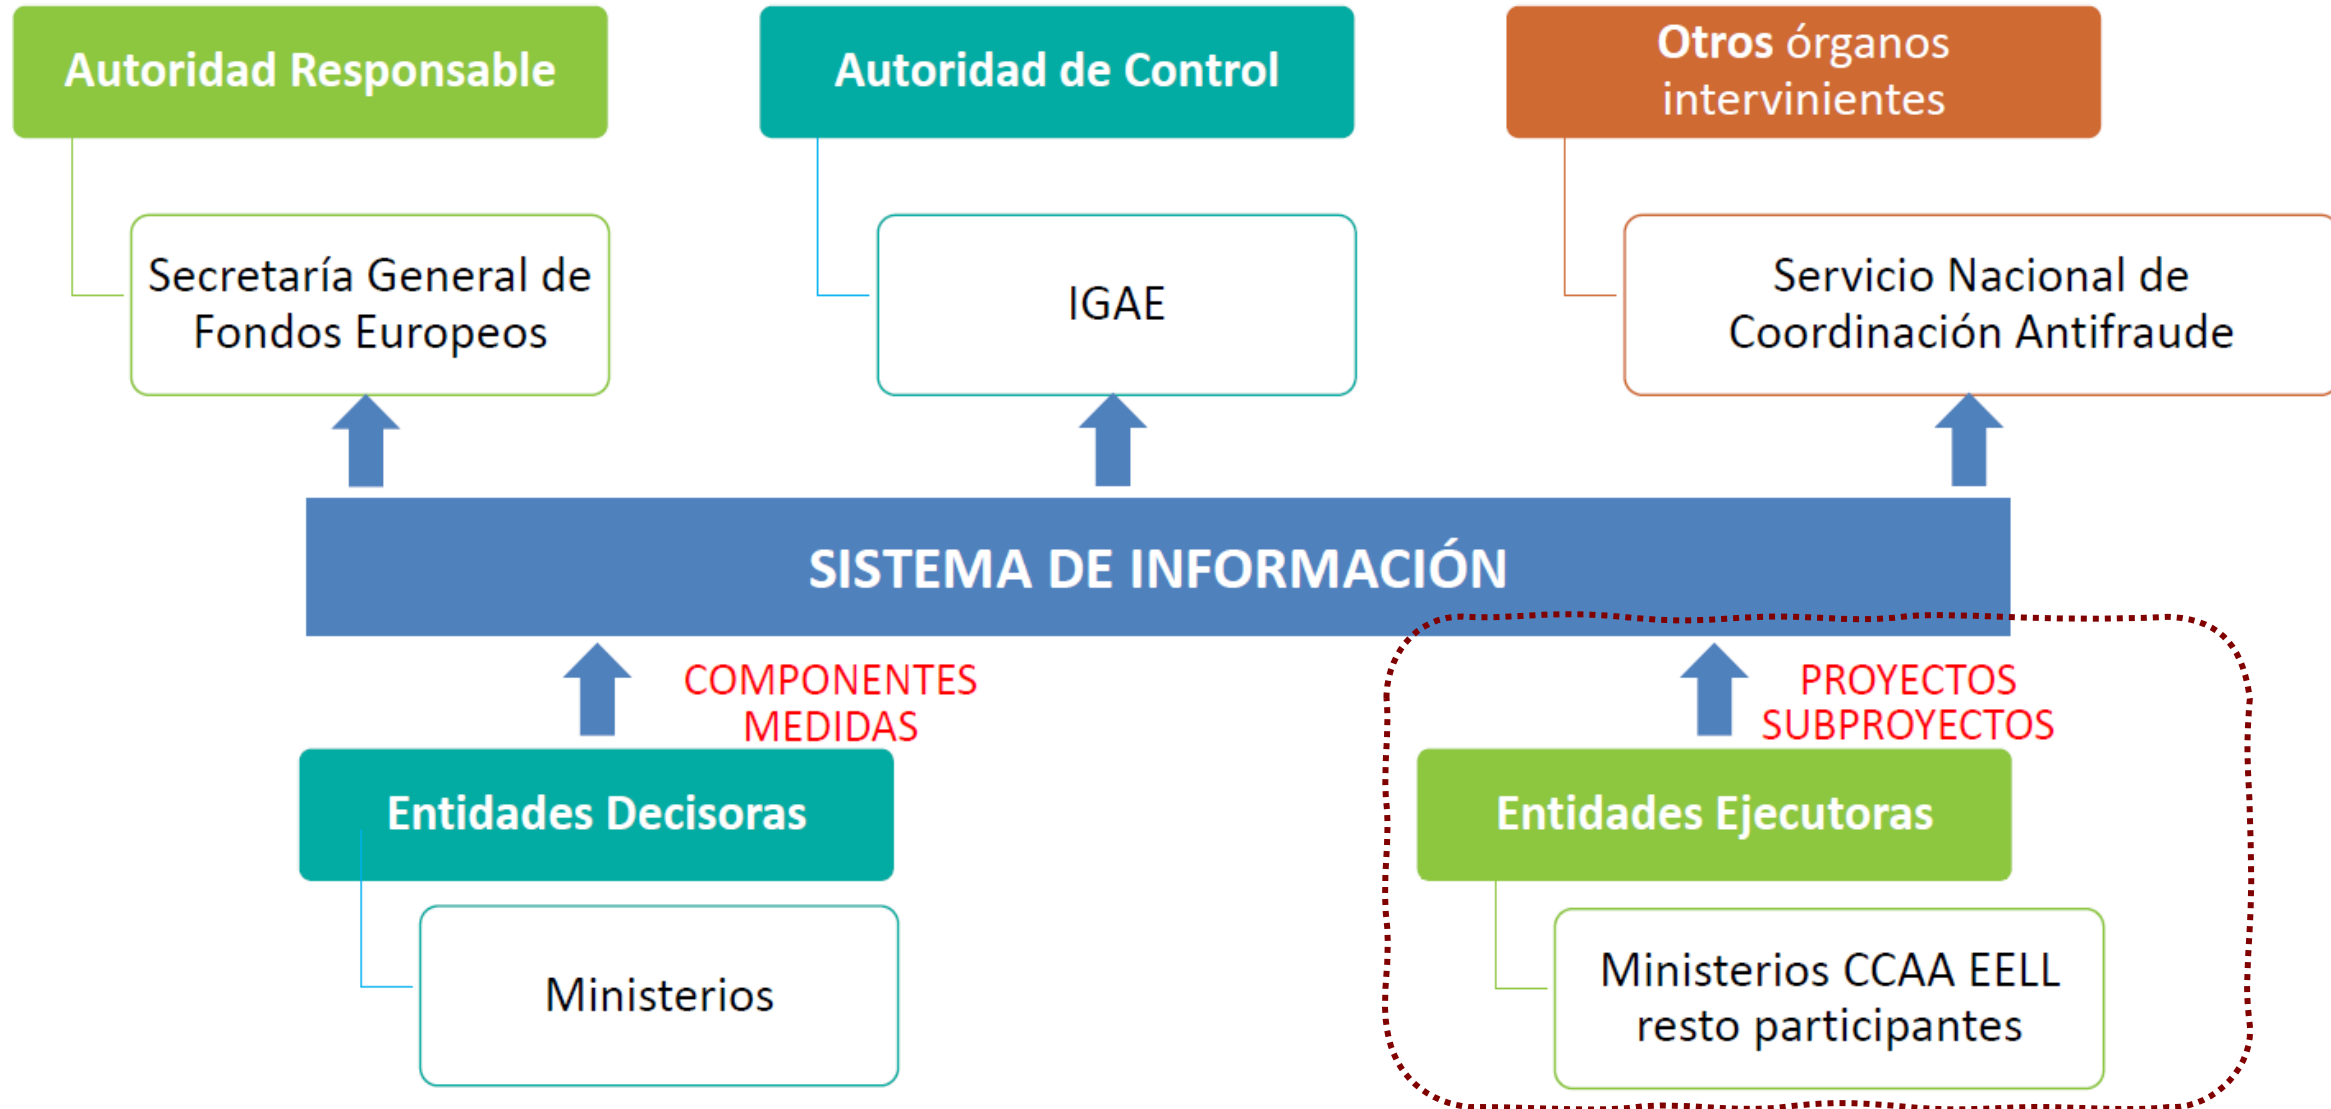 Autoridad Responsable
Secretaría General de
Fondos Europeos
Autoridad de Control
IGAE
Otros órganos
intervinientes
Servicio Nacional de
Coordinación Antifraude
SISTEMA DE INFORMACIÓN
COMPONENTES
MEDIDAS
Entidades Decisoras
Ministerios
PROYECTOS
SUBPROYECTOS
Entidades Ejecutoras
Ministerios CCAA EELL
resto participantes